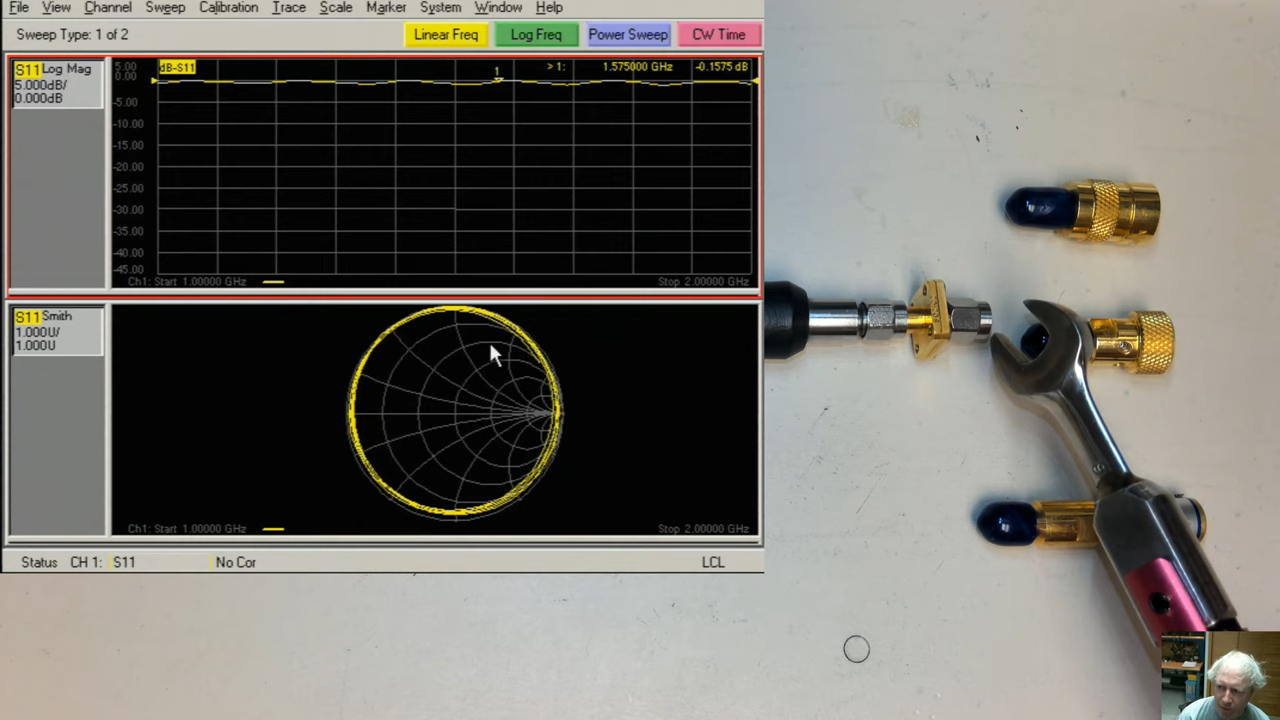 File View Channel Sweep Calibration Trace Scale Marker System Window Help
Sweep Type: 1 of 2
Linear Freq Log Freq Power Sweep CW Time
S11 Log Mag
5.000dB/
0.000dB
5.00
0.00
-5.00
-10.00
-15.00
-20.00
-25.00
-30.00
-35.00
-40.00
-45.00
dB-S11
1
> 1: 1.575000 GHz -0.1575 dB
Ch1: Start 1.00000 GHz
Stop 2.00000 GHz
S11 Smith
1.000U/
1.000U
Ch1: Start 1.00000 GHz
Stop 2.00000 GHz
Status CH 1: S11 No Cor LCL